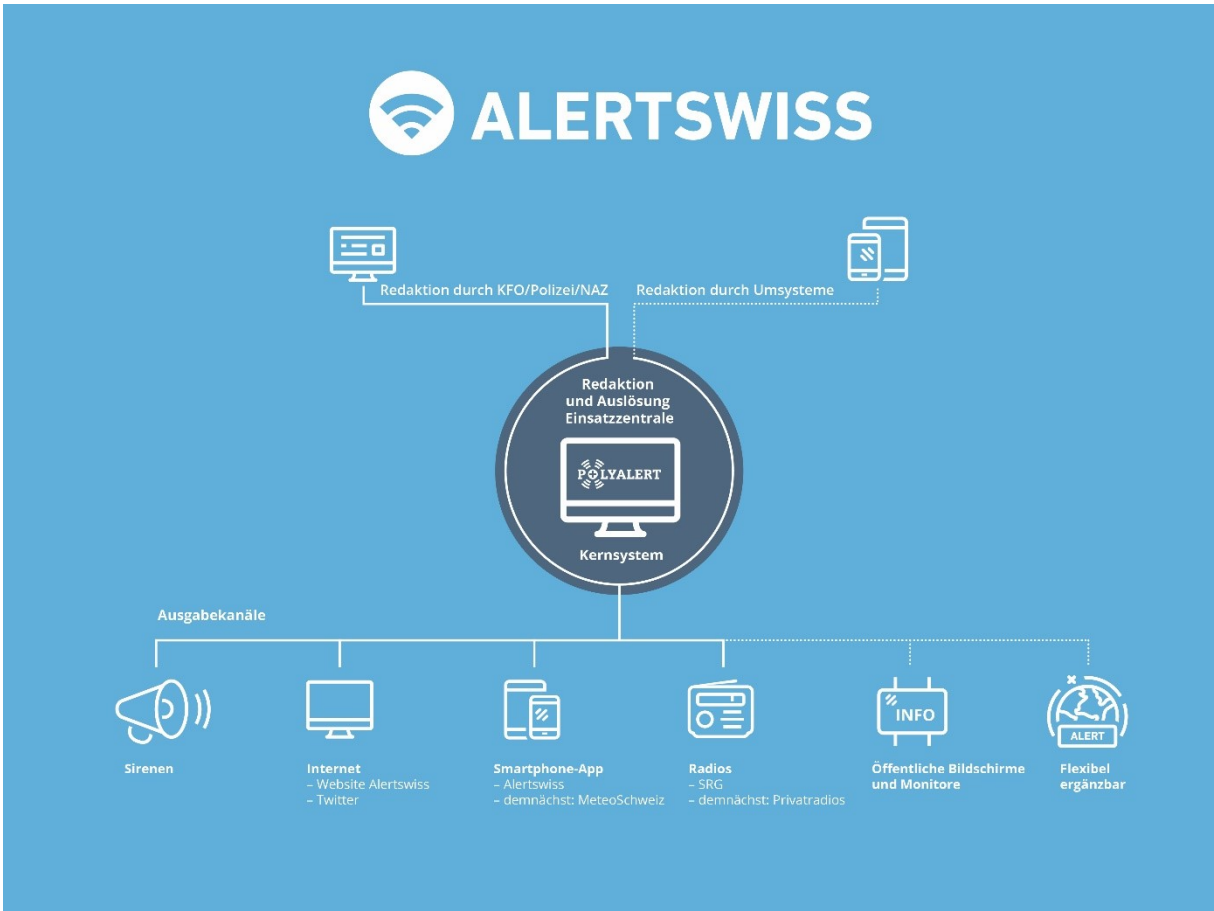 ALERTSWISS
Redaktion durch KFO/Polizei/NAZ
Redaktion durch Umsysteme
Redaktion
und Auslösung
Einsatzzentrale
POLYALERT
Kernsystem
Ausgabekanäle
INFO
ALERT
Sirenen
Internet
– Website Alertswiss
– Twitter
Smartphone-App
– Alertswiss
– demnächst: MeteoSchweiz
Radios
– SRG
– demnächst: Privatradios
Öffentliche Bildschirme
und Monitore
Flexibel
ergänzbar